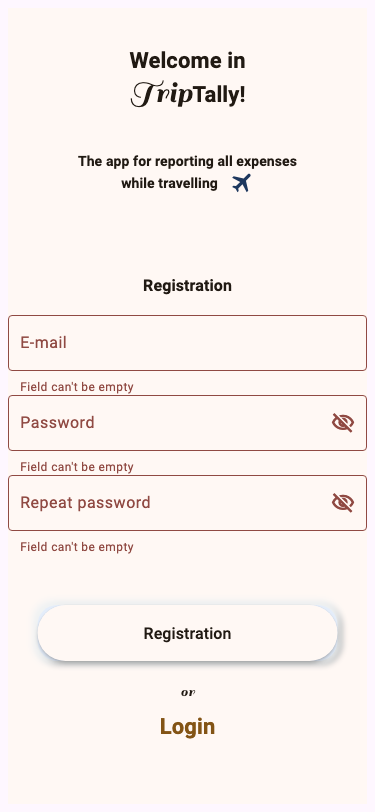 Welcome in
TripTally!
The app for reporting all expenses
while travelling
Registration
E-mail
Field can't be empty
Password
Field can't be empty
Repeat password
Field can't be empty
Registration
or
Login